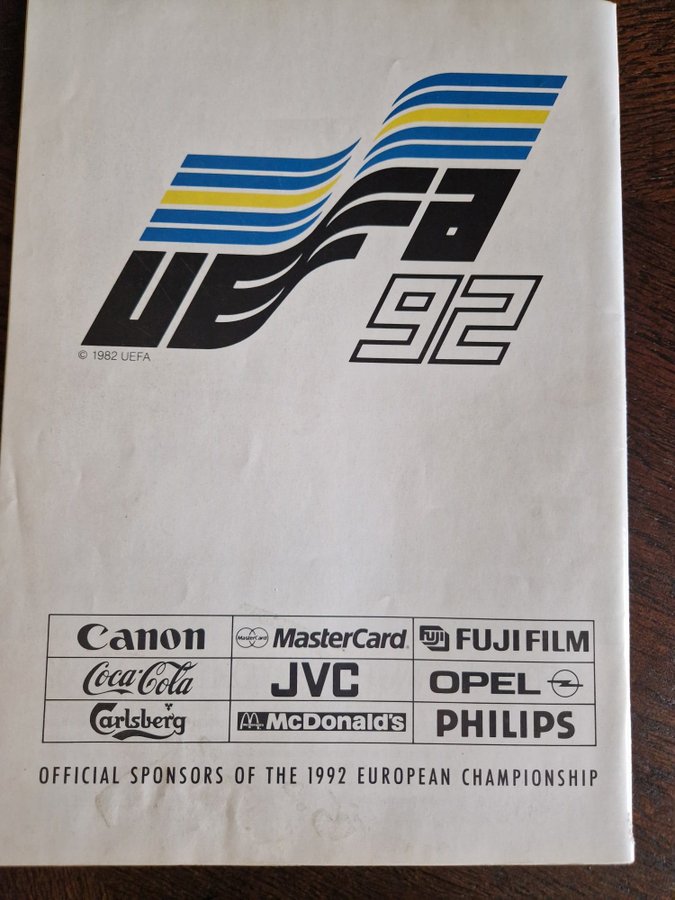 UEFa
92
© 1982 UEFA
Canon MasterCard MasterCard. FUJI FUJIFILM
Coca-Cola JVC OPEL
Carlsberg McDonald's PHILIPS
OFFICIAL SPONSORS OF THE 1992 EUROPEAN CHAMPIONSHIP